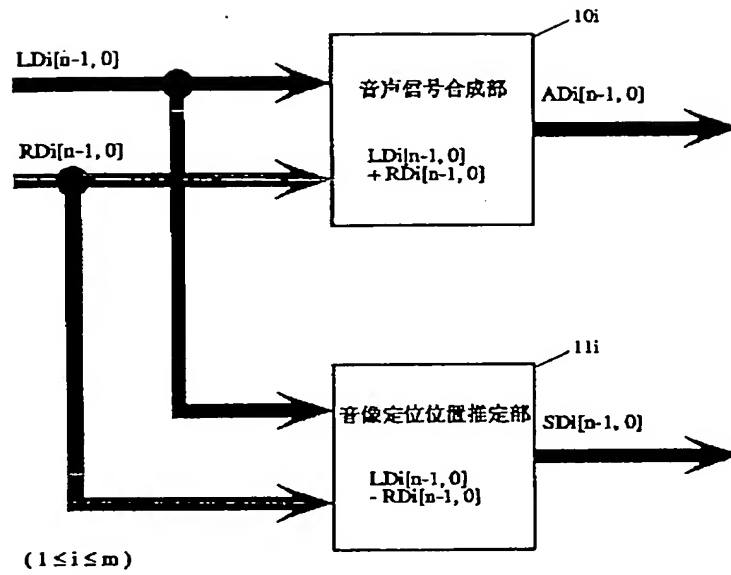 10i
LDi[n-1, 0]
音声信号合成部
ADi[n-1, 0]
RDi[n-1, 0]
LDi[n-1, 0]
+ RDi[n-1, 0]
11i
音像定位位置推定部
SDi[n-1, 0]
LDi[n-1, 0]
- RDi[n-1, 0]
(1≤i≤m)